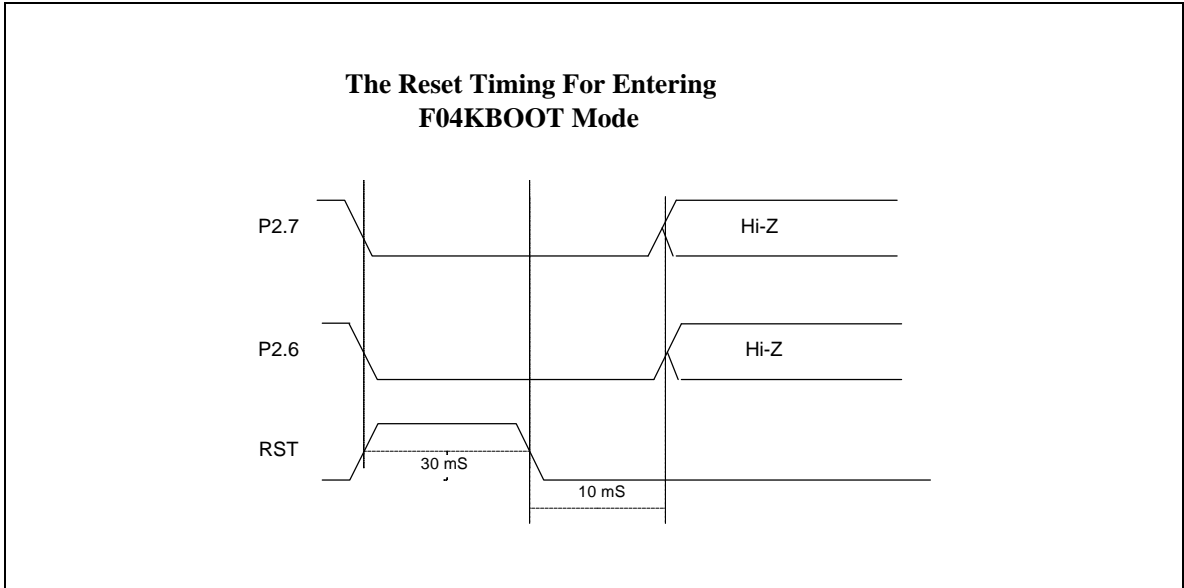 The Reset Timing For Entering
F04KBOOT Mode
P2.7
Hi-Z
P2.6
Hi-Z
RST
30 mS
10 mS